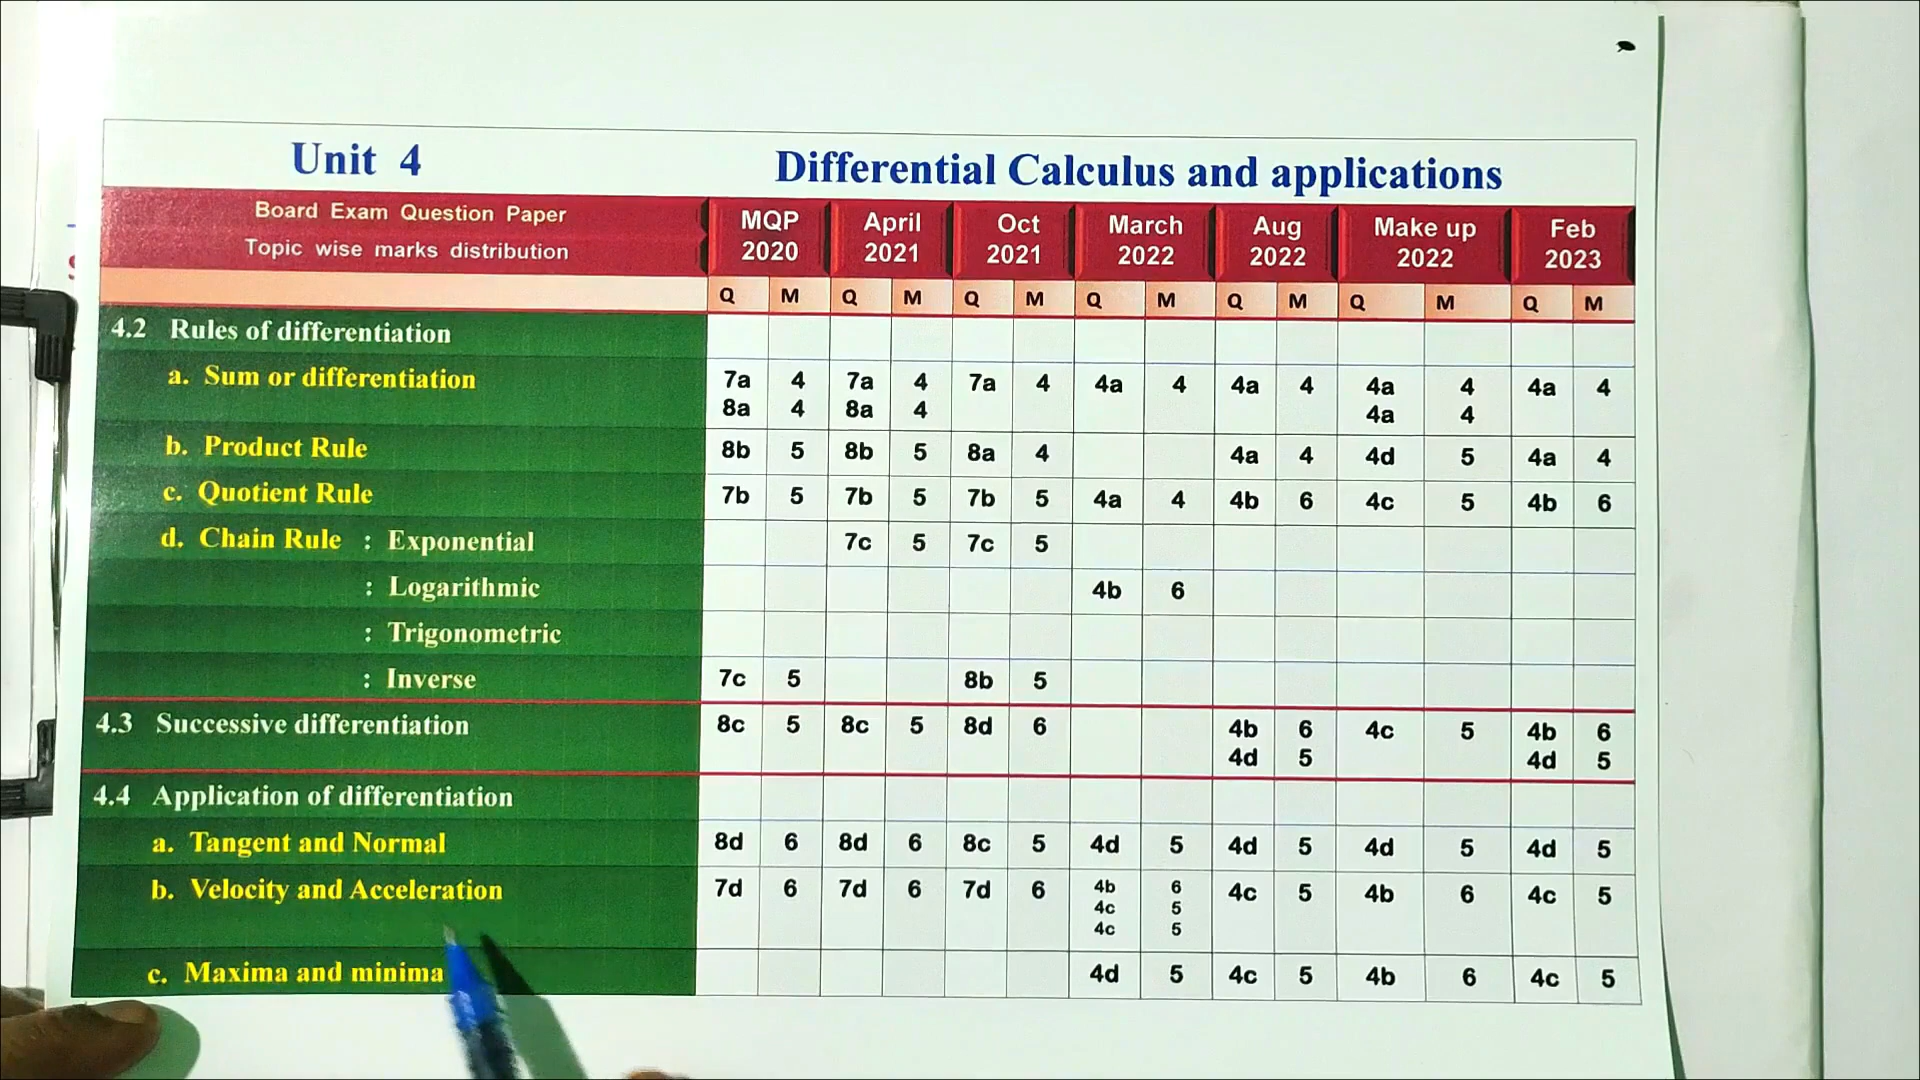 Unit 4 Differential Calculus and applications
Board Exam Question Paper
Topic wise marks distribution
MQP 2020 April 2021 Oct 2021 March 2022 Aug 2022 Make up 2022 Feb 2023
Q M Q M Q M Q M Q M Q M Q M
4.2 Rules of differentiation
a. Sum or differentiation 7a 4 7a 4 7a 4 4a 4 4a 4 4a 4 4a 4
8a 4 8a 4 4a 4
b. Product Rule 8b 5 8b 5 8a 4 4a 4 4d 5 4a 4
c. Quotient Rule 7b 5 7b 5 7b 5 4a 4 4b 6 4c 5 4b 6
d. Chain Rule : Exponential 7c 5 7c 5
: Logarithmic 4b 6
: Trigonometric
: Inverse 7c 5 8b 5
4.3 Successive differentiation 8c 5 8c 5 8d 6 4b 6 4c 5 4b 6
4d 5 4d 5
4.4 Application of differentiation
a. Tangent and Normal 8d 6 8d 6 8c 5 4d 5 4d 5 4d 5 4d 5
b. Velocity and Acceleration 7d 6 7d 6 7d 6 4b 6 4c 5 4b 6 4c 5
4c 5
4c 5
c. Maxima and minima 4d 5 4c 5 4b 6 4c 5